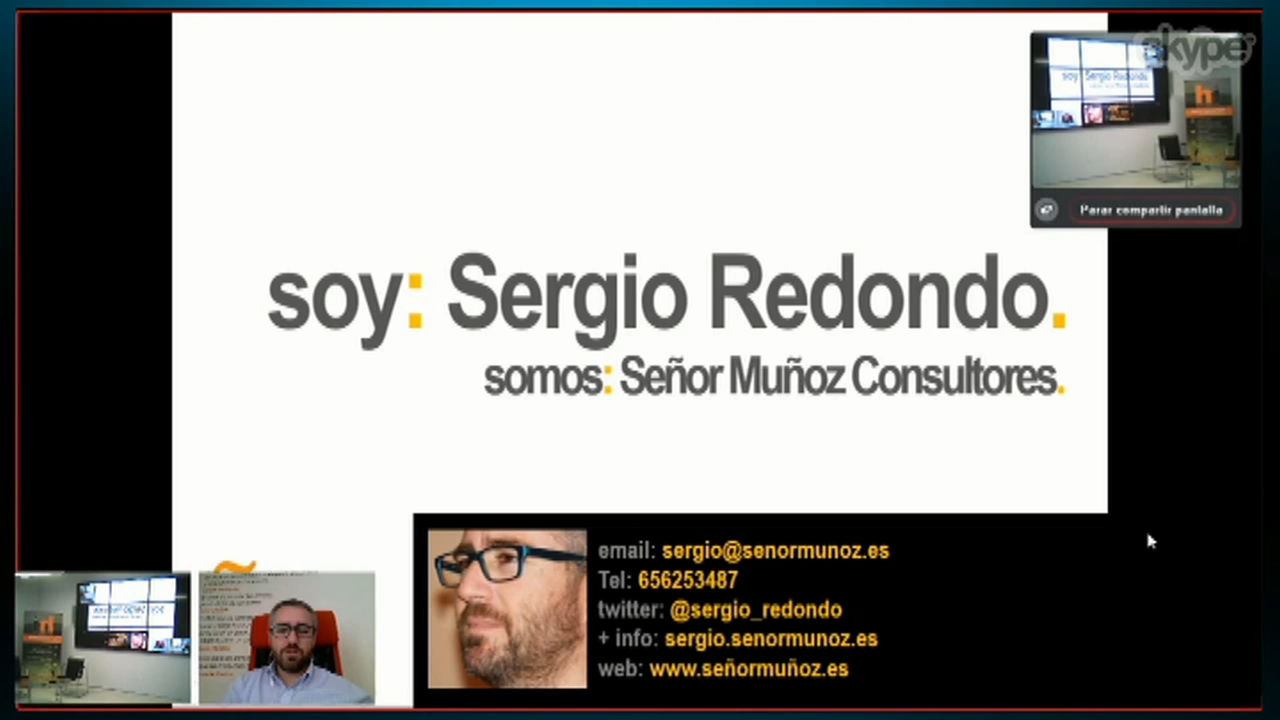 skype
Parar compartir pantalla
soy: Sergio Redondo.
somos: Señor Muñoz Consultores.
email: sergio@senormunoz.es
Tel: 656253487
twitter: @sergio_redondo
+ info: sergio.senormunoz.es
web: www.señormuñoz.es